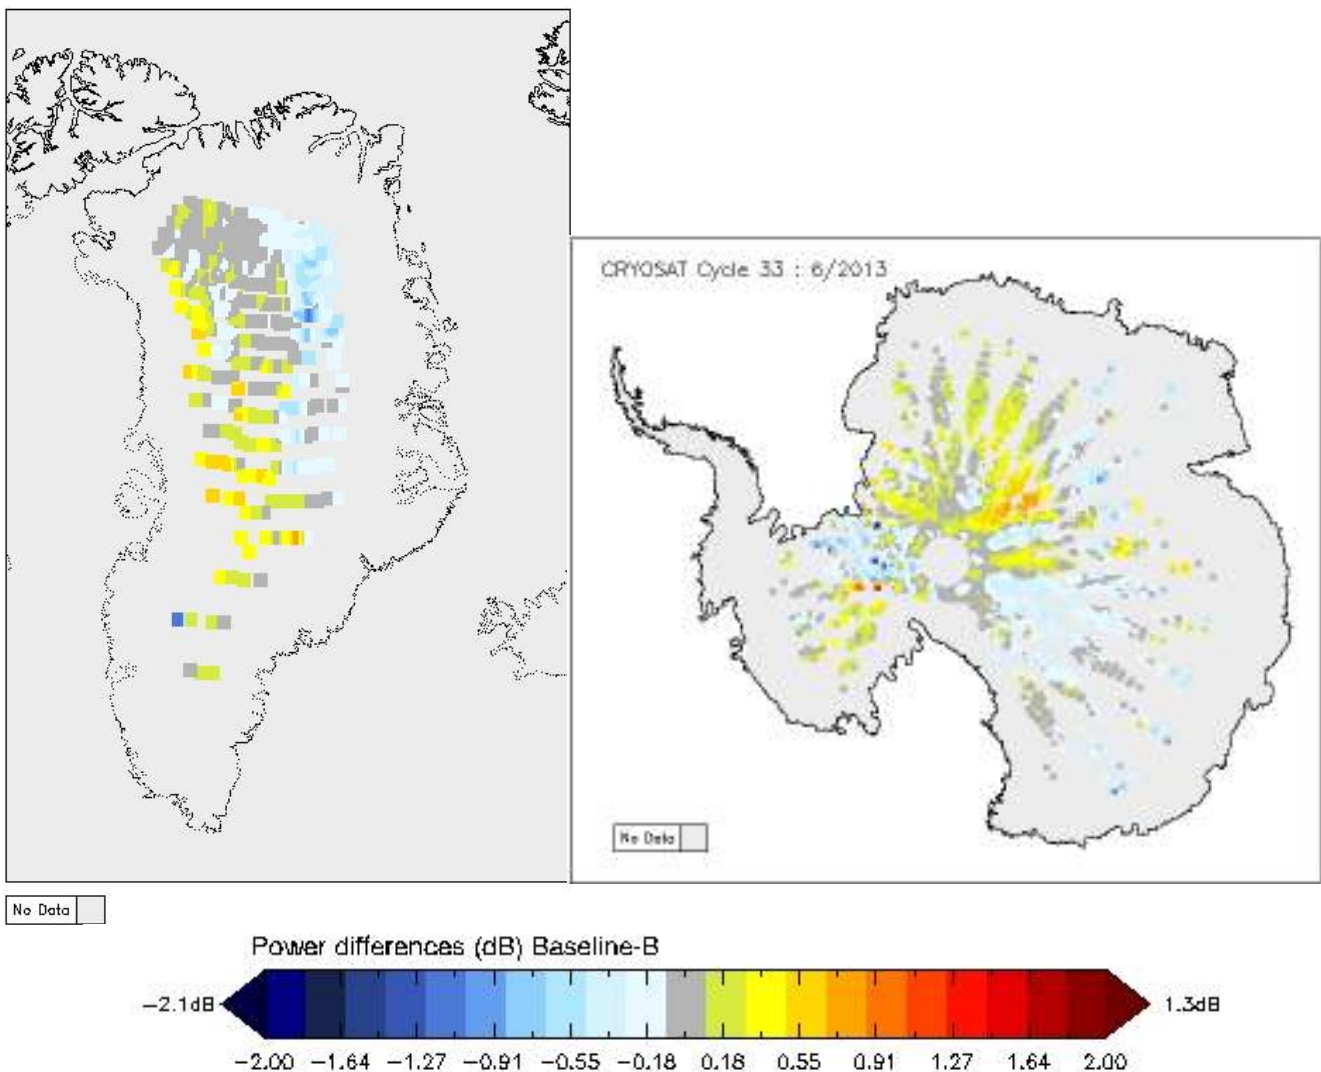 CRYOSAT Cycle 33 : 6/2013
No Data
No Data
Power differences (dB) Baseline-B
−2.1dB
1.3dB
−2.00 −1.64 −1.27 −0.91 −0.55 −0.18 0.18 0.55 0.91 1.27 1.64 2.00